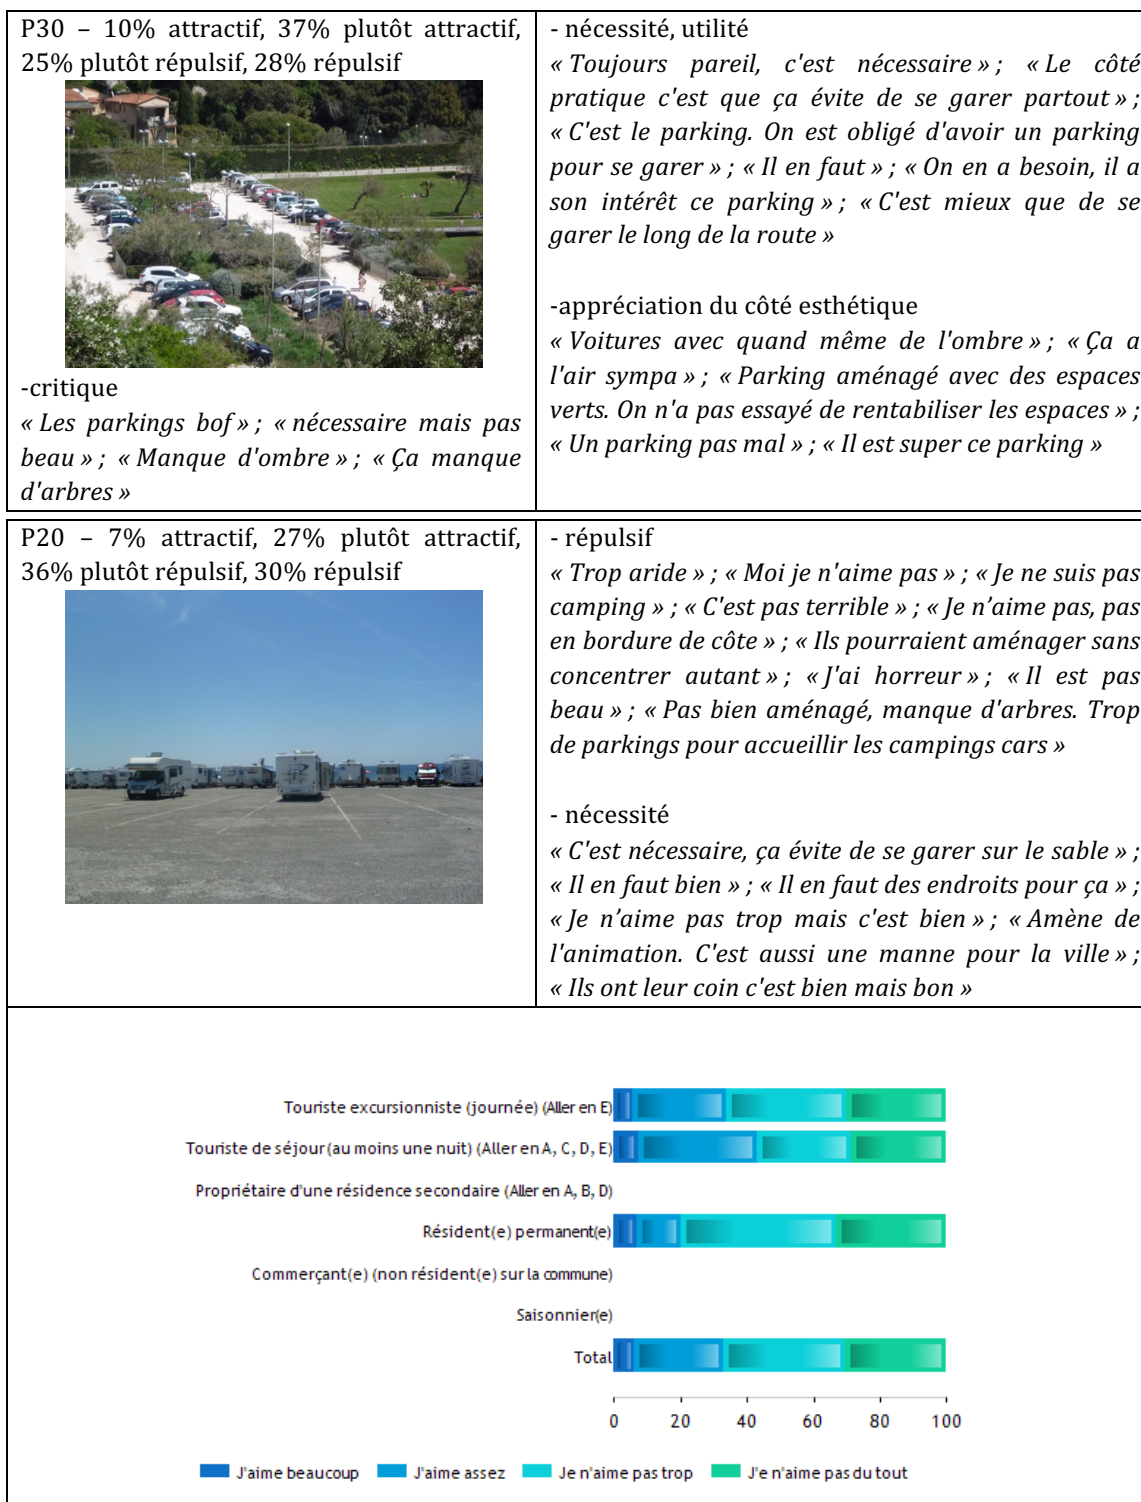 P30 – 10% attractif, 37% plutôt attractif,
25% plutôt répulsif, 28% répulsif
-critique
« Les parkings bof » ; « nécessaire mais pas
beau » ; « Manque d'ombre » ; « Ça manque
d'arbres »
- nécessité, utilité
« Toujours pareil, c'est nécessaire » ; « Le côté
pratique c'est que ça évite de se garer partout » ;
« C'est le parking. On est obligé d'avoir un parking
pour se garer » ; « Il en faut » ; « On en a besoin, il a
son intérêt ce parking » ; « C'est mieux que de se
garer le long de la route »
-appréciation du côté esthétique
« Voitures avec quand même de l'ombre » ; « Ça a
l'air sympa » ; « Parking aménagé avec des espaces
verts. On n'a pas essayé de rentabiliser les espaces » ;
« Un parking pas mal » ; « Il est super ce parking »
P20 – 7% attractif, 27% plutôt attractif,
36% plutôt répulsif, 30% répulsif
- répulsif
« Trop aride » ; « Moi je n'aime pas » ; « Je ne suis pas
camping » ; « C'est pas terrible » ; « Je n’aime pas, pas
en bordure de côte » ; « Ils pourraient aménager sans
concentrer autant » ; « J'ai horreur » ; « Il est pas
beau » ; « Pas bien aménagé, manque d'arbres. Trop
de parkings pour accueillir les campings cars »
- nécessité
« C'est nécessaire, ça évite de se garer sur le sable » ;
« Il en faut bien » ; « Il en faut des endroits pour ça » ;
« Je n’aime pas trop mais c'est bien » ; « Amène de
l'animation. C'est aussi une manne pour la ville » ;
« Ils ont leur coin c'est bien mais bon »
Touriste excursionniste (journée) (Aller en E)
Touriste de séjour (au moins une nuit) (Aller en A, C, D, E)
Propriétaire d'une résidence secondaire (Aller en A, B, D)
Résident(e) permanent(e)
Commerçant(e) (non résident(e) sur la commune)
Saisonnier(e)
Total
0 20 40 60 80 100
J'aime beaucoup J'aime assez Je n'aime pas trop J'e n'aime pas du tout